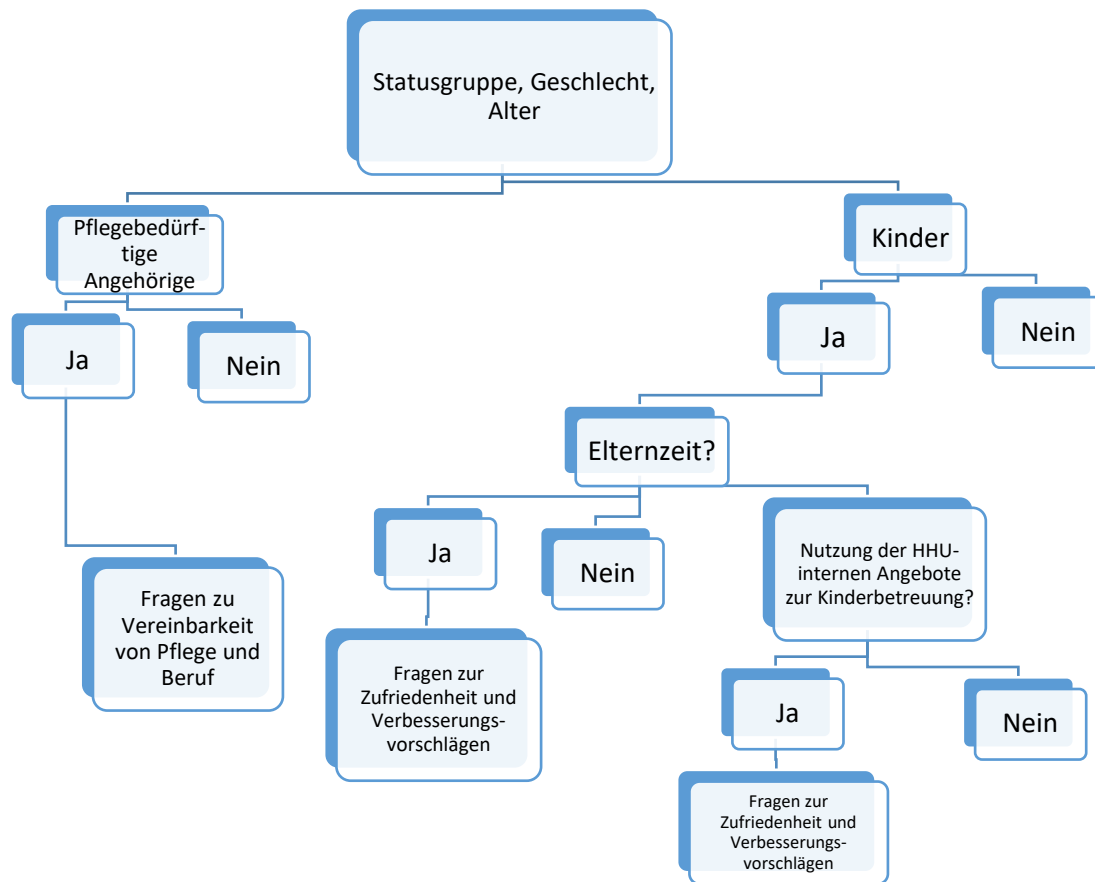 Statusgruppe, Geschlecht,
Alter
Pflegebedürf-
tige
Angehörige
Kinder
Ja
Nein
Ja
Nein
Elternzeit?
Ja
Nein
Nutzung der HHU-
internen Angebote
zur Kinderbetreuung?
Fragen zu
Vereinbarkeit
von Pflege und
Beruf
Fragen zur
Zufriedenheit und
Verbesserungs-
vorschlägen
Ja
Nein
Fragen zur
Zufriedenheit und
Verbesserungs-
vorschlägen